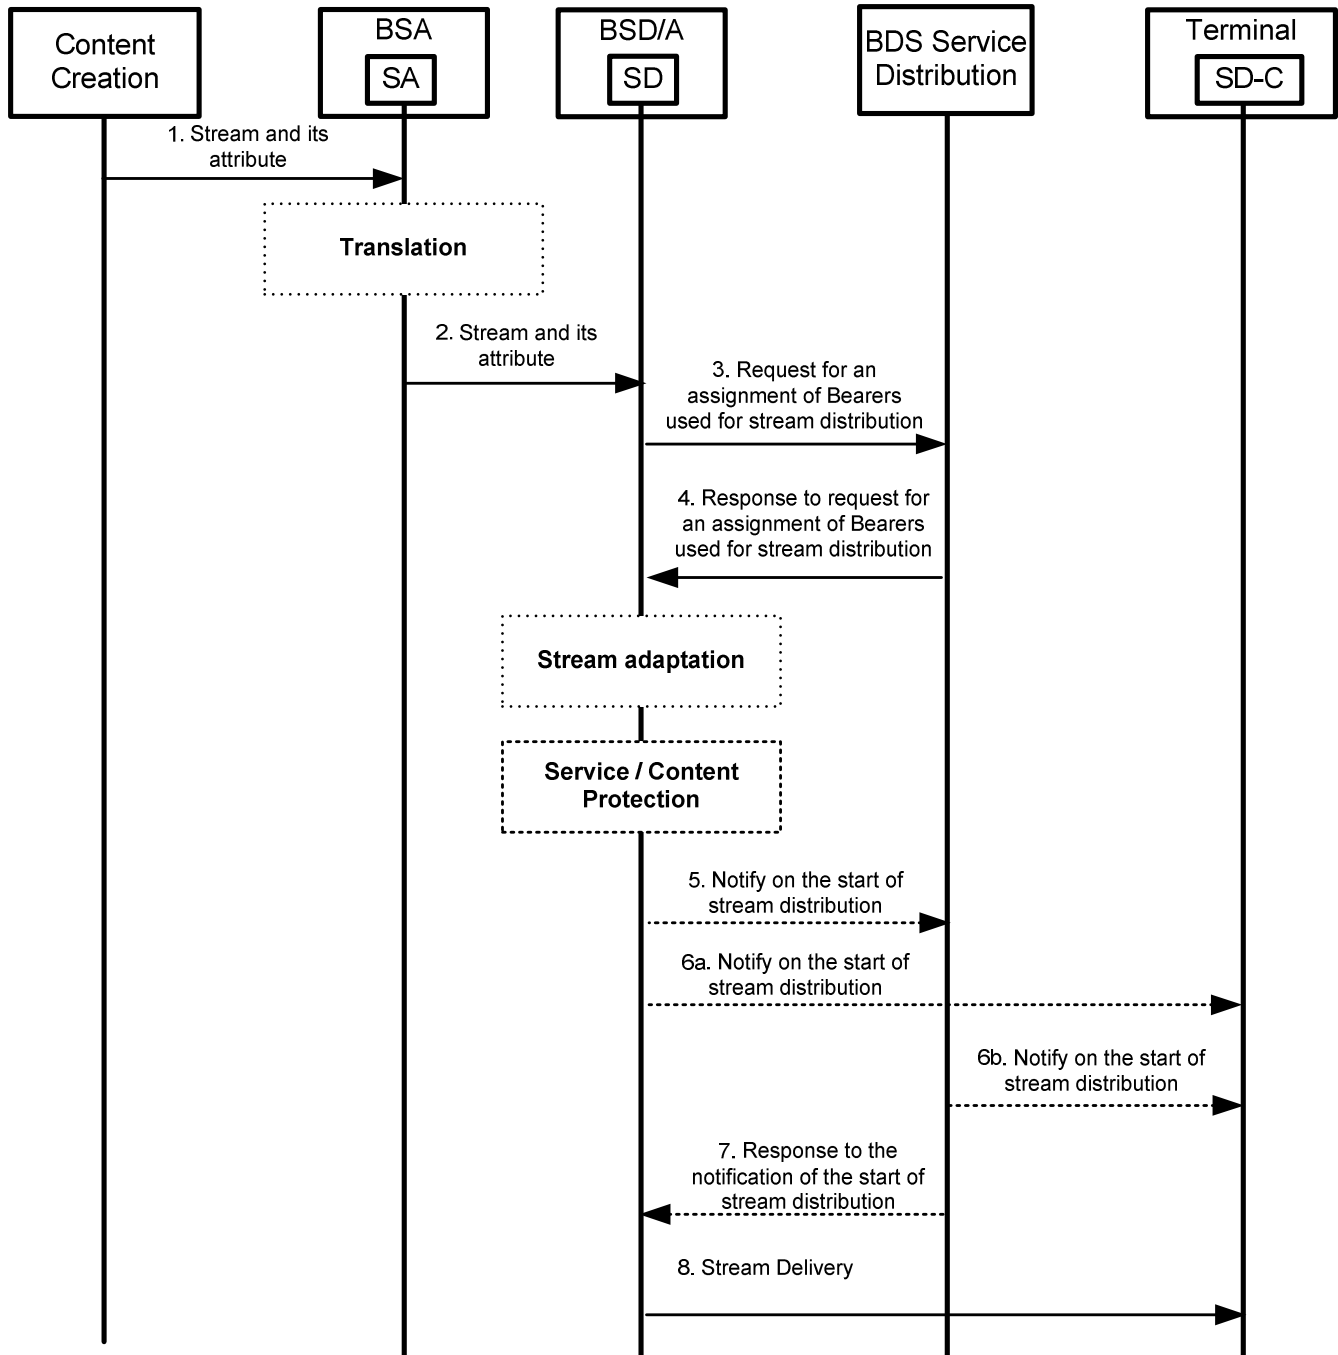 Content
Creation
BSA
SA
BSD/A
SD
BDS Service
Distribution
Terminal
SD-C
1. Stream and its
attribute
Translation
2. Stream and its
attribute
3. Request for an
assignment of Bearers
used for stream distribution
4. Response to request for
an assignment of Bearers
used for stream distribution
Stream adaptation
Service / Content
Protection
5. Notify on the start of
stream distribution
6a. Notify on the start of
stream distribution
6b. Notify on the start of
stream distribution
7. Response to the
notification of the start of
stream distribution
8. Stream Delivery